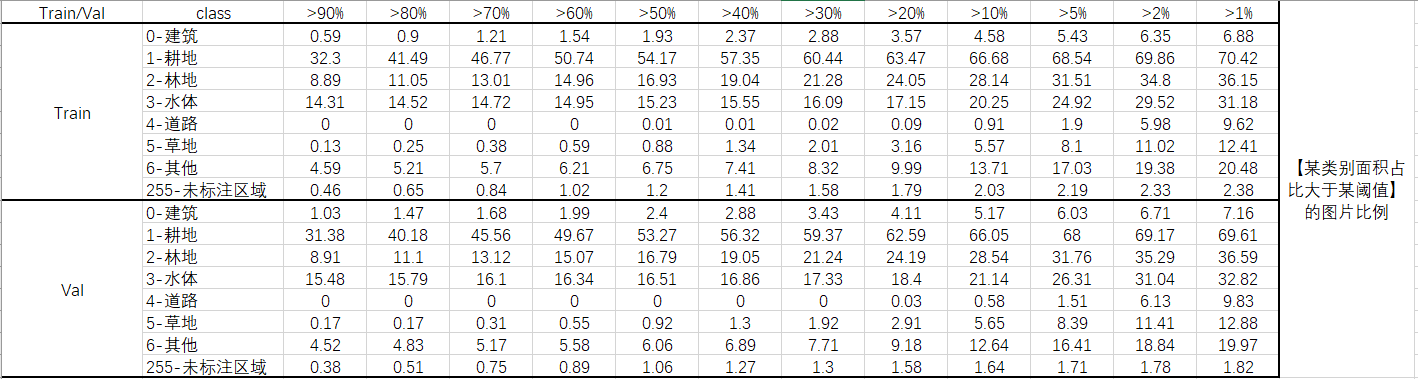 Train/Val class >90% >80% >70% >60% >50% >40% >30% >20% >10% >5% >2% >1%
Train
0-建筑 0.59 0.9 1.21 1.54 1.93 2.37 2.88 3.57 4.58 5.43 6.35 6.88
1-耕地 32.3 41.49 46.77 50.74 54.17 57.35 60.44 63.47 66.68 68.54 69.86 70.42
2-林地 8.89 11.05 13.01 14.96 16.93 19.04 21.28 24.05 28.14 31.51 34.8 36.15
3-水体 14.31 14.52 14.72 14.95 15.23 15.55 16.09 17.15 20.25 24.92 29.52 31.18
4-道路 0 0 0 0 0.01 0.01 0.02 0.09 0.91 1.9 5.98 9.62
5-草地 0.13 0.25 0.38 0.59 0.88 1.34 2.01 3.16 5.57 8.1 11.02 12.41
6-其他 4.59 5.21 5.7 6.21 6.75 7.41 8.32 9.99 13.71 17.03 19.38 20.48
255-未标注区域 0.46 0.65 0.84 1.02 1.2 1.41 1.58 1.79 2.03 2.19 2.33 2.38
Val
0-建筑 1.03 1.47 1.68 1.99 2.4 2.88 3.43 4.11 5.17 6.03 6.71 7.16
1-耕地 31.38 40.18 45.56 49.67 53.27 56.32 59.37 62.59 66.05 68 69.17 69.61
2-林地 8.91 11.1 13.12 15.07 16.79 19.05 21.24 24.19 28.54 31.76 35.29 36.59
3-水体 15.48 15.79 16.1 16.34 16.51 16.86 17.33 18.4 21.14 26.31 31.04 32.82
4-道路 0 0 0 0 0 0 0 0.03 0.58 1.51 6.13 9.83
5-草地 0.17 0.17 0.31 0.55 0.92 1.3 1.92 2.91 5.65 8.39 11.41 12.88
6-其他 4.52 4.83 5.17 5.58 6.06 6.89 7.71 9.18 12.64 16.41 18.84 19.97
255-未标注区域 0.38 0.51 0.75 0.89 1.06 1.27 1.3 1.58 1.64 1.71 1.78 1.82
【某类别面积占
比大于某阈值】
的图片比例